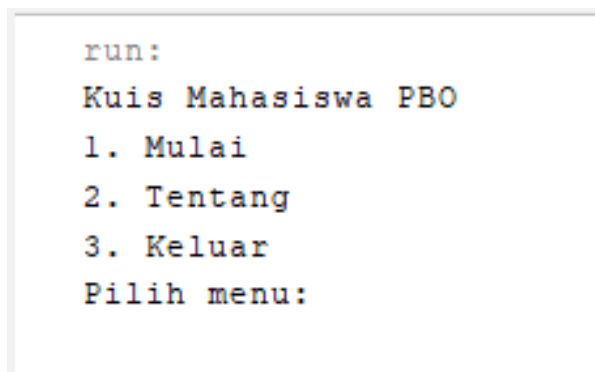 run:
Kuis Mahasiswa PBO
1. Mulai
2. Tentang
3. Keluar
Pilih menu: